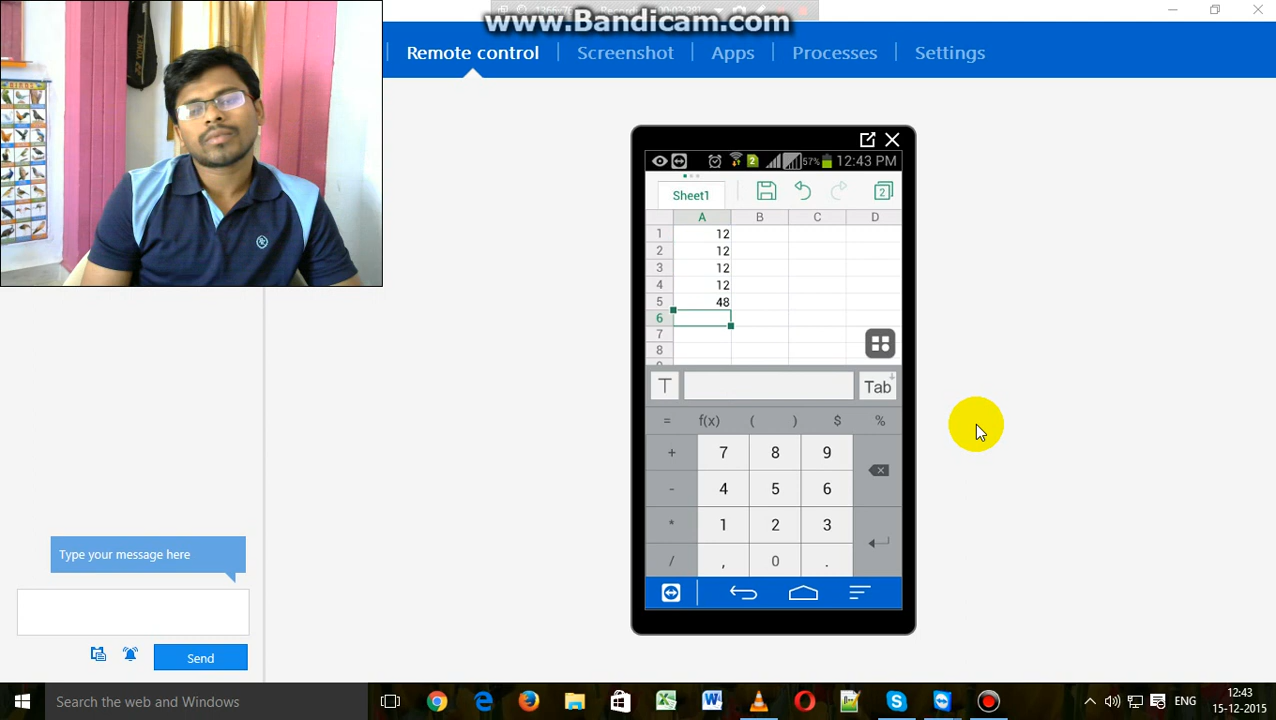 www.Bandicam.com
Remote control
Screenshot
Apps
Processes
Settings
57% 12:43 PM
Sheet1
2
A B C D
1 12
2 12
3 12
4 12
5 48
6
7
8
T
Tab
= f(x) ( ) $ %
+ 7 8 9
- 4 5 6
* 1 2 3
/ , 0 .
Type your message here
Send
Search the web and Windows
ENG
12:43
15-12-2015